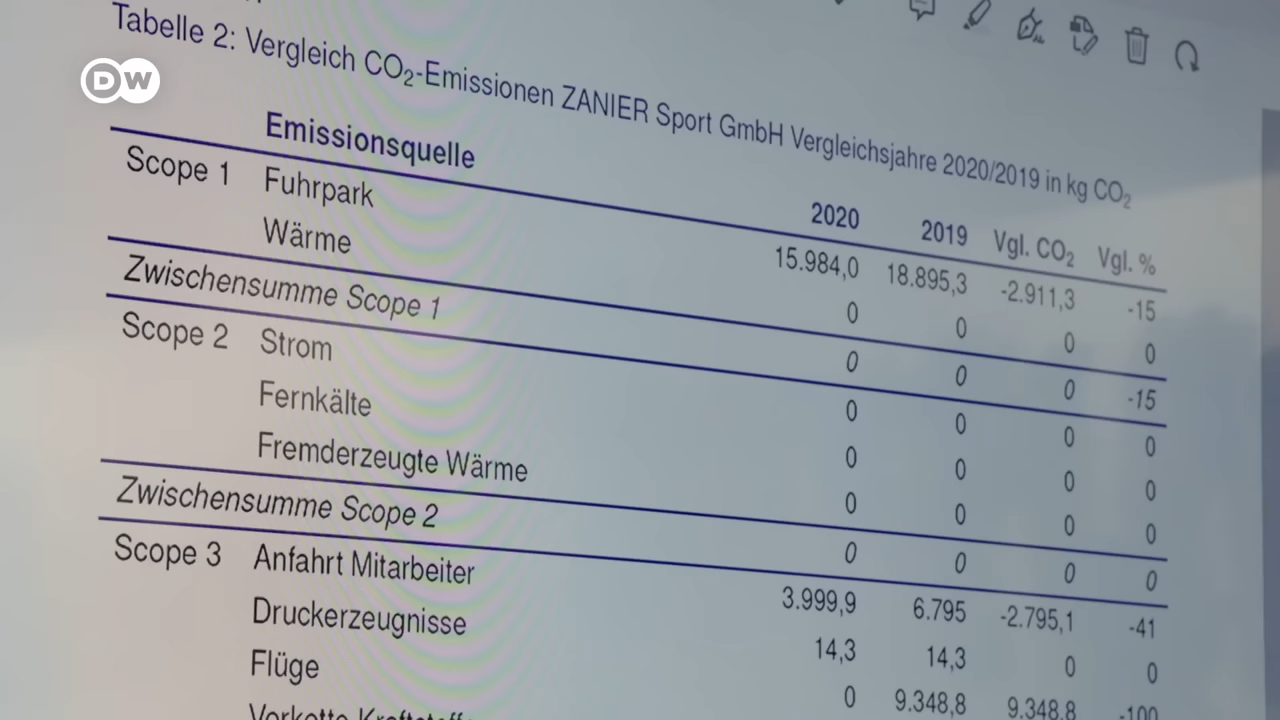 DW
Tabelle 2: Vergleich CO₂-Emissionen ZANIER Sport GmbH Vergleichsjahre 2020/2019 in kg CO₂
Emissionsquelle 2020 2019 Vgl. CO₂ Vgl. %
Scope 1 Fuhrpark 15.984,0 18.895,3 -2.911,3 -15
Wärme 0 0 0 0
Zwischensumme Scope 1 0 0 0 -15
Scope 2 Strom 0 0 0 0
Fernkälte 0 0 0 0
Fremderzeugte Wärme 0 0 0 0
Zwischensumme Scope 2 0 0 0 0
Scope 3 Anfahrt Mitarbeiter 3.999,9 6.795 -2.795,1 -41
Druckerzeugnisse 14,3 14,3 0 0
Flüge 0 9.348,8 9.348,8 -100